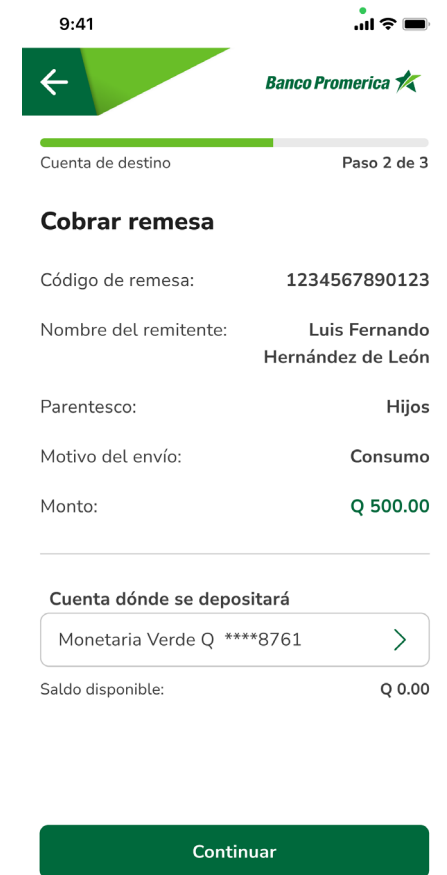 9:41
Banco Promerica
Cuenta de destino Paso 2 de 3
Cobrar remesa
Código de remesa: 1234567890123
Nombre del remitente: Luis Fernando
Hernández de León
Parentesco: Hijos
Motivo del envío: Consumo
Monto: Q 500.00
Cuenta dónde se depositará
Monetaria Verde Q ****8761
Saldo disponible: Q 0.00
Continuar